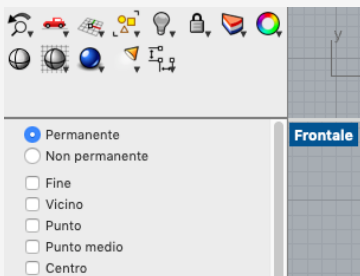 y
Permanente
Frontale
Non permanente
Fine
Vicino
Punto
Punto medio
Centro